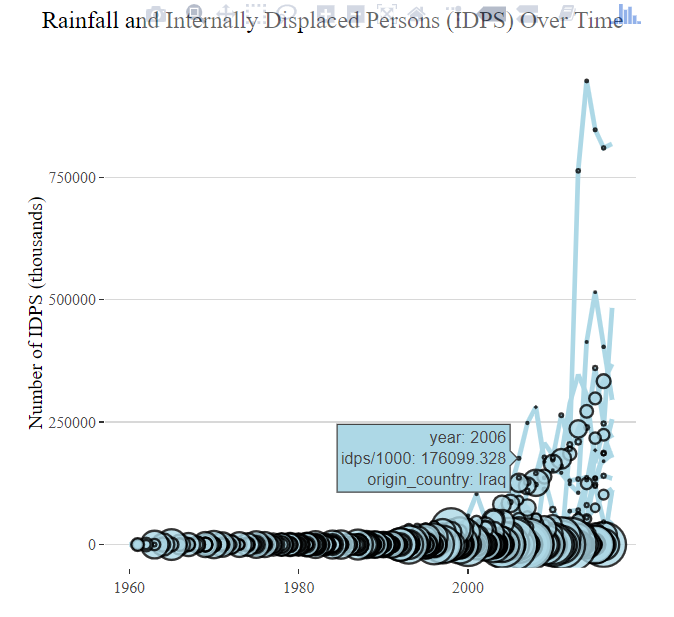 Rainfall and Internally Displaced Persons (IDPS) Over Time
Number of IDPS (thousands)
750000
500000
250000
0
year: 2006
idps/1000: 176099.328
origin_country: Iraq
1960
1980
2000